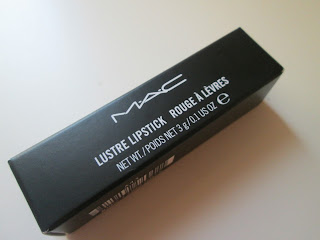 MAC
LUSTRE LIPSTICK ROUGE À LÈVRES
NET WT./POIDS NET 3 g/0.1 US OZ ℮